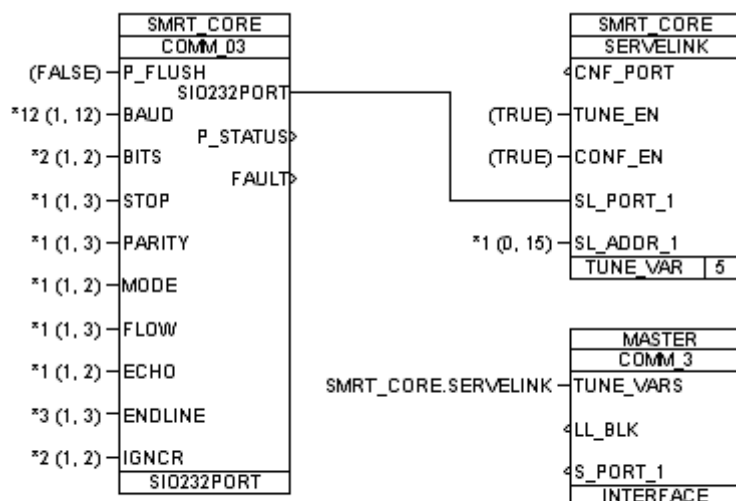 SMRT_CORE
COMM_03
(FALSE) P_FLUSH
SIO232PORT
*12 (1, 12) BAUD
P_STATUS
*2 (1, 2) BITS
FAULT
*1 (1, 3) STOP
*1 (1, 3) PARITY
*1 (1, 2) MODE
*1 (1, 3) FLOW
*1 (1, 2) ECHO
*3 (1, 3) ENDLINE
*2 (1, 2) IGNCR
SIO232PORT
SMRT_CORE
SERVELINK
CNF_PORT
(TRUE) TUNE_EN
(TRUE) CONF_EN
SL_PORT_1
*1 (0, 15) SL_ADDR_1
TUNE_VAR 5
MASTER
COMM_3
SMRT_CORE.SERVELINK TUNE_VARS
LL_BLK
S_PORT_1
INTERFACE